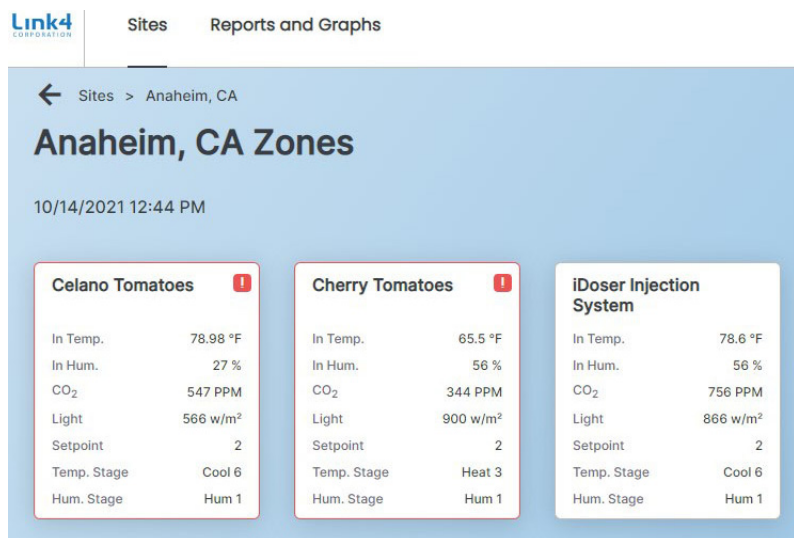 Link4
CORPORATION
Sites
Reports and Graphs
← Sites > Anaheim, CA
Anaheim, CA Zones
10/14/2021 12:44 PM
Celano Tomatoes !
In Temp. 78.98 °F
In Hum. 27 %
CO₂ 547 PPM
Light 566 w/m²
Setpoint 2
Temp. Stage Cool 6
Hum. Stage Hum 1
Cherry Tomatoes !
In Temp. 65.5 °F
In Hum. 56 %
CO₂ 344 PPM
Light 900 w/m²
Setpoint 2
Temp. Stage Heat 3
Hum. Stage Hum 1
iDoser Injection
System
In Temp. 78.6 °F
In Hum. 56 %
CO₂ 756 PPM
Light 866 w/m²
Setpoint 2
Temp. Stage Cool 6
Hum. Stage Hum 1